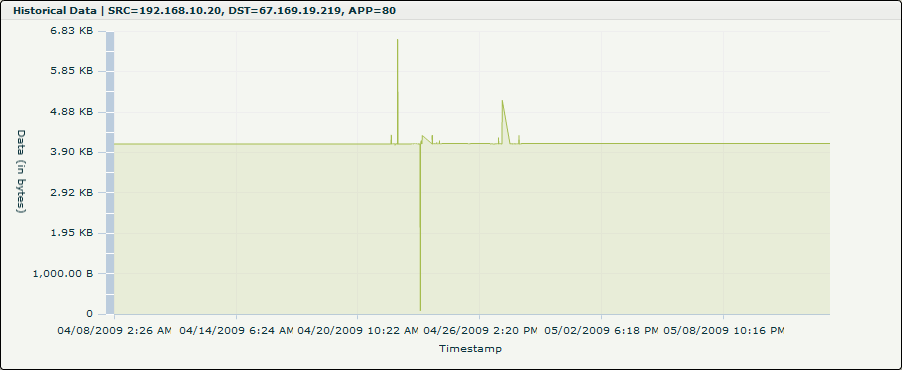 Historical Data | SRC=192.168.10.20, DST=67.169.19.219, APP=80
6.83 KB
5.85 KB
4.88 KB
3.90 KB
2.92 KB
1.95 KB
1,000.00 B
0
Data (in bytes)
04/08/2009 2:26 AM 04/14/2009 6:24 AM 04/20/2009 10:22 AM 04/26/2009 2:20 PM 05/02/2009 6:18 PM 05/08/2009 10:16 PM
Timestamp